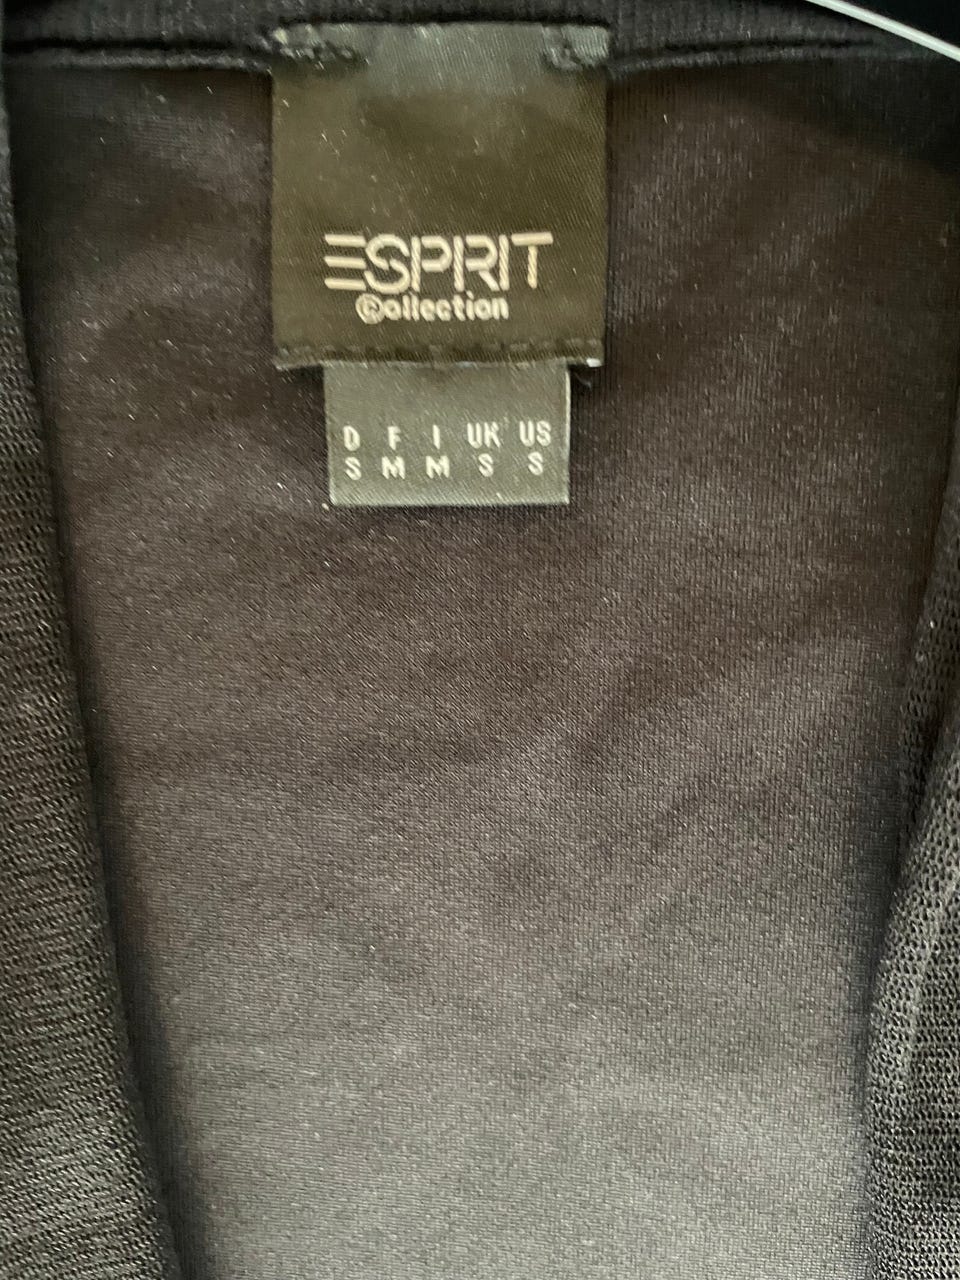 ESPRIT
Collection
D F I UK US
S M M S S